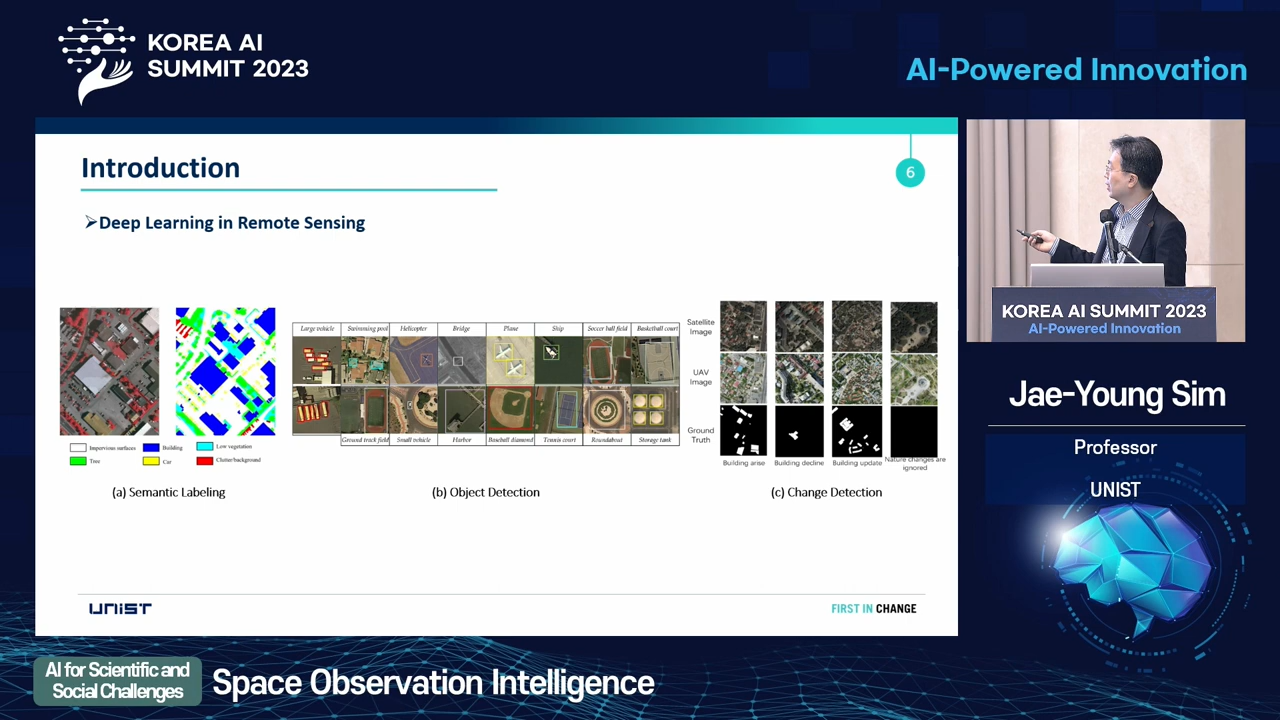 KOREA AI
SUMMIT 2023
AI-Powered Innovation
Introduction
6
➢Deep Learning in Remote Sensing
Large vehicle
Swimming pool
Helicopter
Bridge
Plane
Ship
Soccer ball field
Basketball court
Ground track field
Small vehicle
Harbor
Baseball diamond
Tennis court
Roundabout
Storage tank
Satellite
Image
UAV
Image
Ground
Truth
Building arise
Building decline
Building update
Nature changes are
ignored
Impervious surfaces
Building
Low vegetation
Tree
Car
Clutter/background
(a) Semantic Labeling
(b) Object Detection
(c) Change Detection
UNIST
FIRST IN CHANGE
KOREA AI SUMMIT 2023
AI-Powered Innovation
Jae-Young Sim
Professor
UNIST
AI for Scientific and
Social Challenges
Space Observation Intelligence